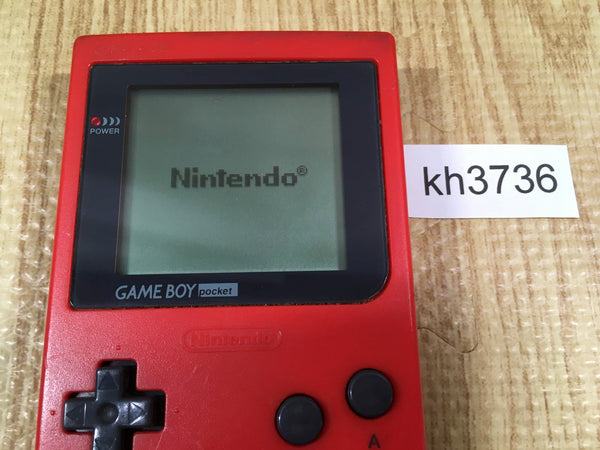 POWER
Nintendo®
kh3736
GAME BOY pocket
Nintendo
A